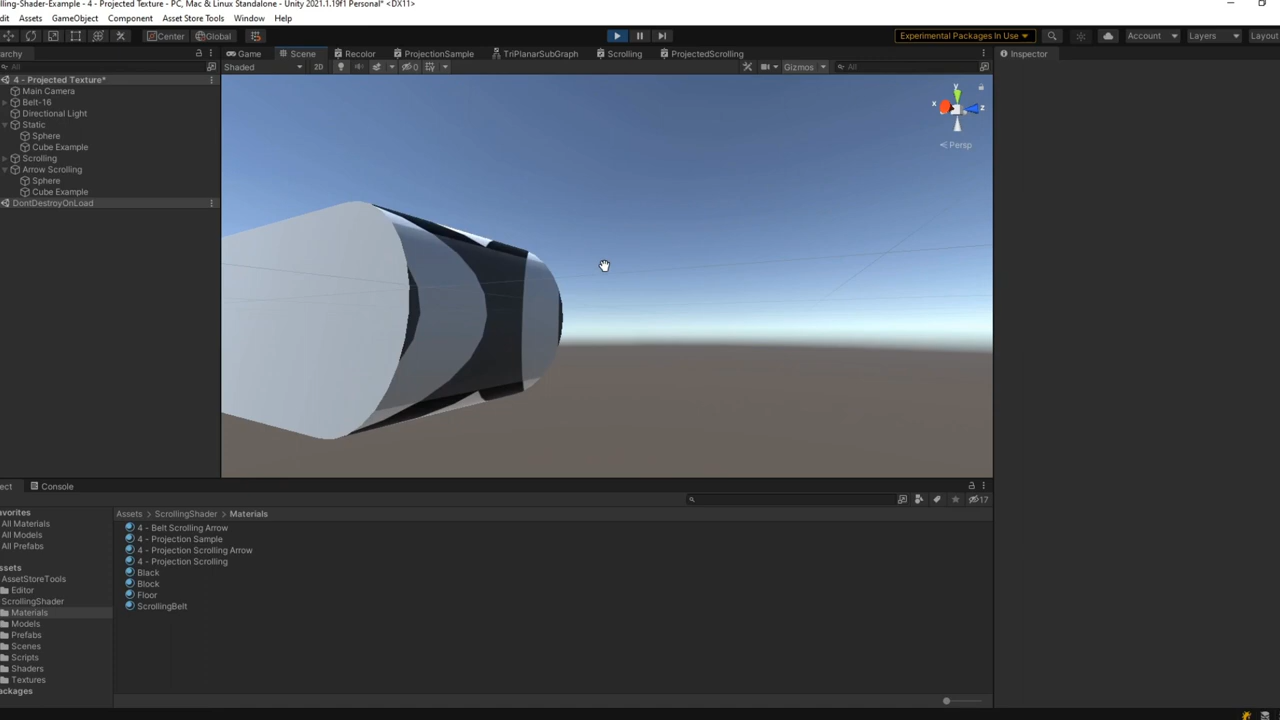 lling-Shader-Example - 4 - Projected Texture - PC, Mac & Linux Standalone - Unity 2021.1.19f1 Personal* <DX11>
dit Assets GameObject Component Asset Store Tools Window Help
Center Global Experimental Packages In Use Account Layers Layout
rarchy Game Scene Recolor ProjectionSample TriPlanarSubGraph Scrolling ProjectedScrolling Inspector
All Shaded 2D 0 Gizmos All
4 - Projected Texture*
Main Camera
Belt-16
Directional Light
Static
Sphere
Cube Example
Scrolling
Arrow Scrolling
Sphere
Cube Example
DontDestroyOnLoad
y
x
z
Persp
ect Console
17
avorites
All Materials
All Models
All Prefabs
ssets
AssetStoreTools
Editor
ScrollingShader
Materials
Models
Prefabs
Scenes
Scripts
Shaders
Textures
ackages
Assets > ScrollingShader > Materials
4 - Belt Scrolling Arrow
4 - Projection Sample
4 - Projection Scrolling Arrow
4 - Projection Scrolling
Black
Block
Floor
ScrollingBelt